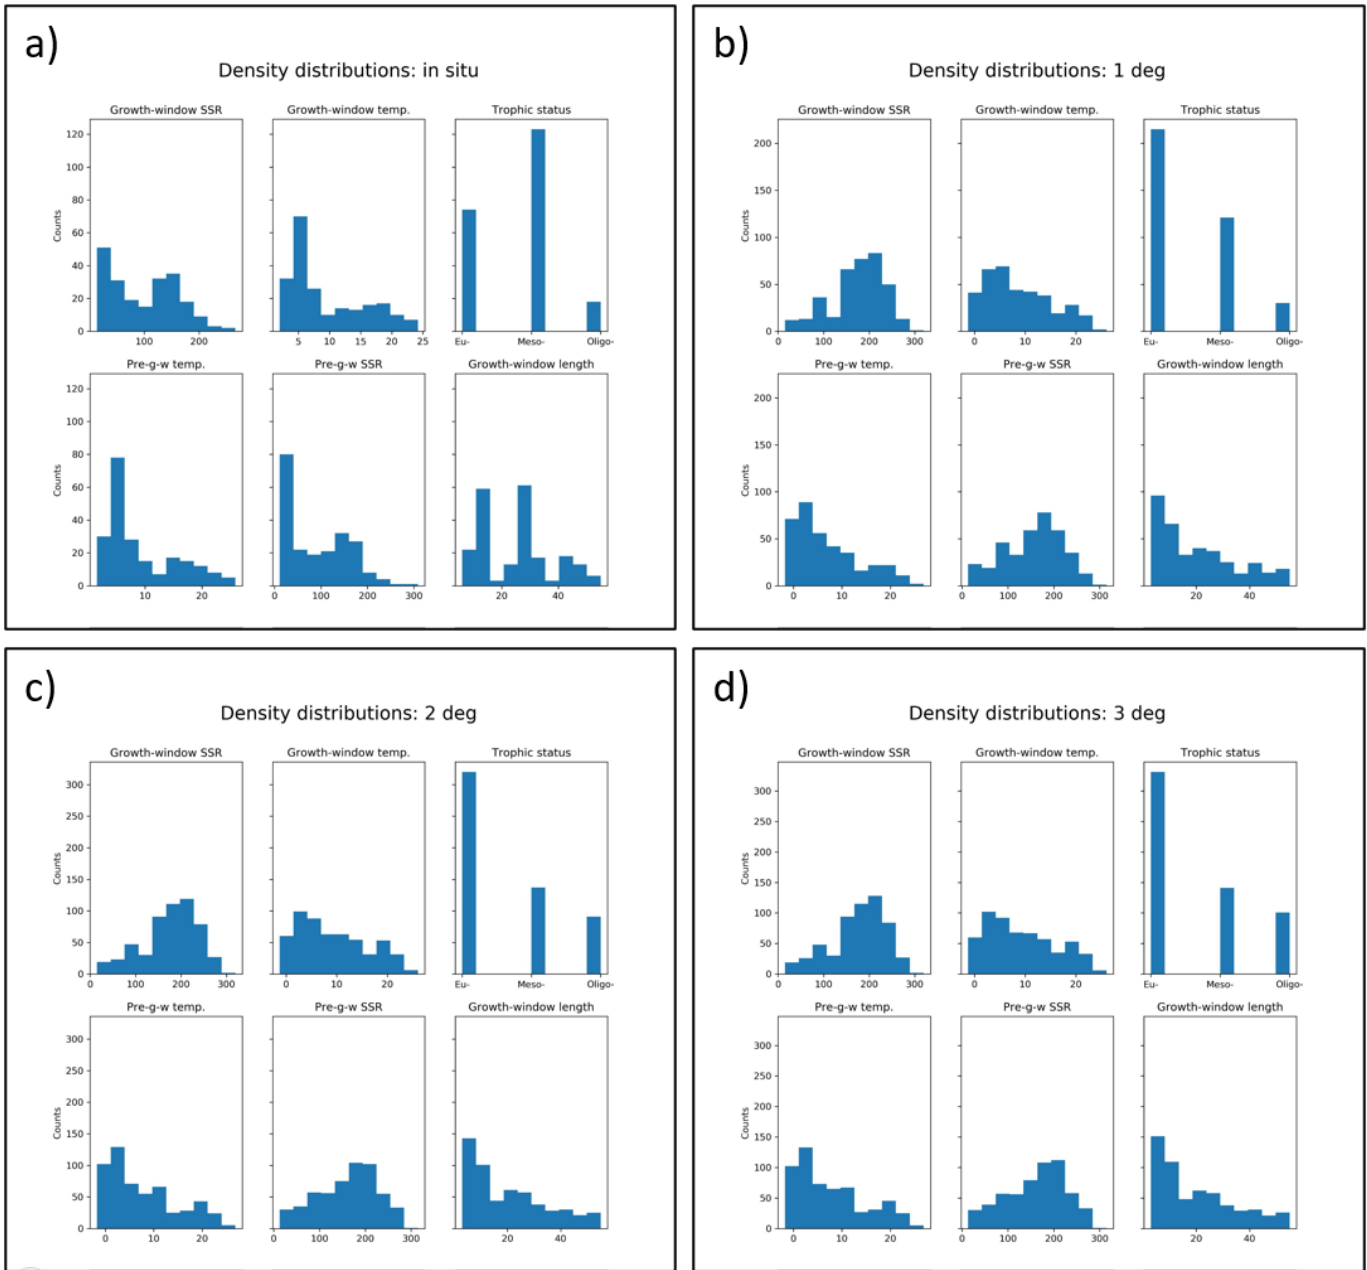 a)
Density distributions: in situ
Growth-window SSR Growth-window temp. Trophic status
120
100
80
60
40
20
0
Counts
100 200
5 10 15 20 25
Eu- Meso- Oligo-
Pre-g-w temp. Pre-g-w SSR Growth-window length
120
100
80
60
40
20
0
Counts
10 20
0 100 200 300
20 40
b)
Density distributions: 1 deg
Growth-window SSR Growth-window temp. Trophic status
200
150
100
50
0
Counts
0 100 200 300
0 10 20
Eu- Meso- Oligo-
Pre-g-w temp. Pre-g-w SSR Growth-window length
200
150
100
50
0
Counts
0 10 20
0 100 200 300
20 40
c)
Density distributions: 2 deg
Growth-window SSR Growth-window temp. Trophic status
300
250
200
150
100
50
0
Counts
0 100 200 300
0 10 20
Eu- Meso- Oligo-
Pre-g-w temp. Pre-g-w SSR Growth-window length
300
250
200
150
100
50
0
Counts
0 10 20
0 100 200 300
20 40
d)
Density distributions: 3 deg
Growth-window SSR Growth-window temp. Trophic status
300
250
200
150
100
50
0
Counts
0 100 200 300
0 10 20
Eu- Meso- Oligo-
Pre-g-w temp. Pre-g-w SSR Growth-window length
300
250
200
150
100
50
0
Counts
0 10 20
0 100 200 300
20 40